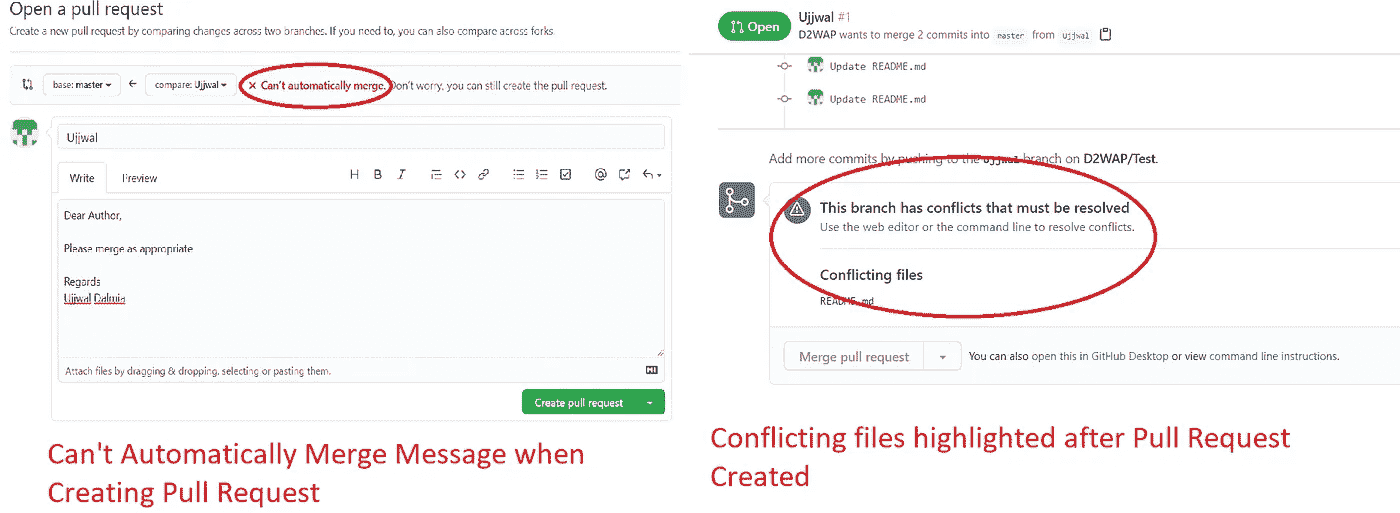 Open a pull request
Create a new pull request by comparing changes across two branches. If you need to, you can also compare across forks.
base: master
compare: Ujjwal
× Can't automatically merge. Don't worry, you can still create the pull request.
Ujjwal
Write
Preview
H B I
Dear Author,
Please merge as appropriate
Regards
Ujjwal Dalmia
Attach files by dragging & dropping, selecting or pasting them.
Create pull request
Can't Automatically Merge Message when
Creating Pull Request
Open
Ujjwal #1
D2WAP wants to merge 2 commits into master from Ujjwal
Update README.md
Update README.md
Add more commits by pushing to the Ujjwal branch on D2WAP/Test.
This branch has conflicts that must be resolved
Use the web editor or the command line to resolve conflicts.
Conflicting files
README.md
Merge pull request
You can also open this in GitHub Desktop or view command line instructions.
Conflicting files highlighted after Pull Request
Created